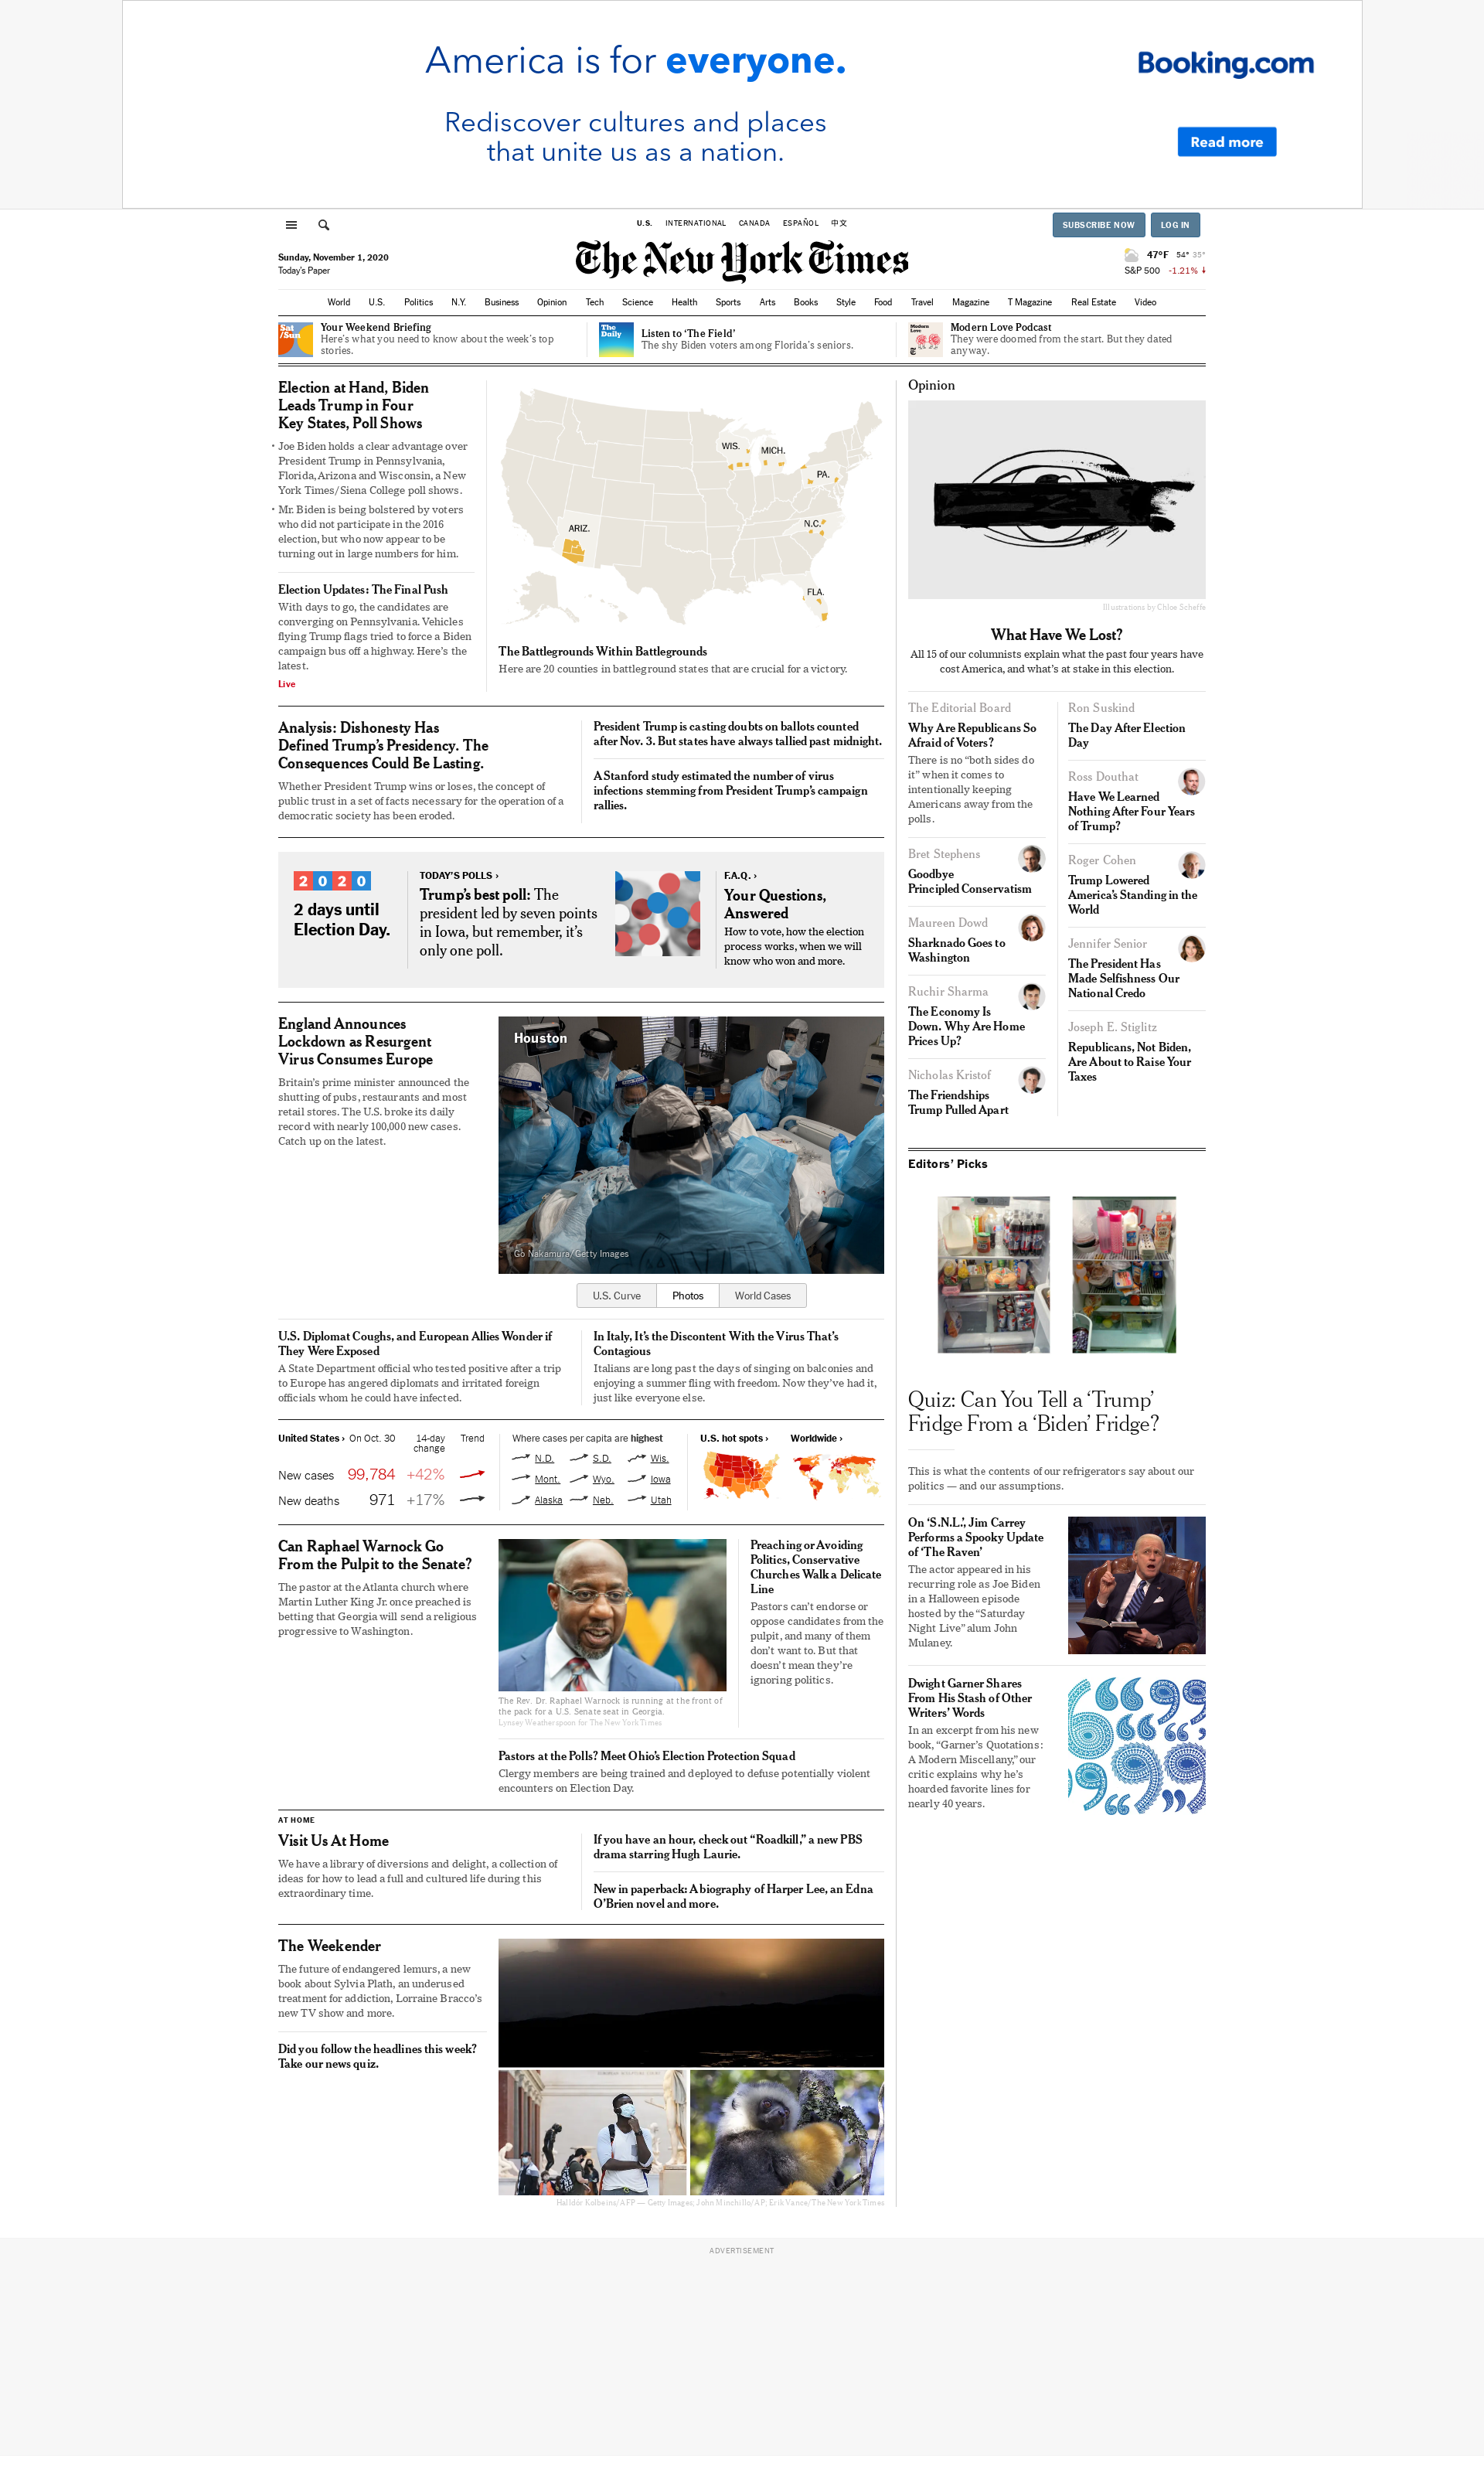 America is for everyone.
Rediscover cultures and places
that unite us as a nation.
Booking.com
Read more
U.S. INTERNATIONAL CANADA ESPAÑOL 中文
SUBSCRIBE NOW LOG IN
Sunday, November 1, 2020
Today's Paper
The New York Times
47°F 54° 35°
S&P 500 -1.21%
World U.S. Politics N.Y. Business Opinion Tech Science Health Sports Arts Books Style Food Travel Magazine T Magazine Real Estate Video
Sat
/Sun
Your Weekend Briefing
Here's what you need to know about the week's top
stories.
The
Daily
Listen to ‘The Field’
The shy Biden voters among Florida's seniors.
Modern
Love
Modern Love Podcast
They were doomed from the start. But they dated
anyway.
Election at Hand, Biden
Leads Trump in Four
Key States, Poll Shows
• Joe Biden holds a clear advantage over
President Trump in Pennsylvania,
Florida, Arizona and Wisconsin, a New
York Times/Siena College poll shows.
• Mr. Biden is being bolstered by voters
who did not participate in the 2016
election, but who now appear to be
turning out in large numbers for him.
Election Updates: The Final Push
With days to go, the candidates are
converging on Pennsylvania. Vehicles
flying Trump flags tried to force a Biden
campaign bus off a highway. Here's the
latest.
Live
WIS.
MICH.
PA.
N.C.
ARIZ.
FLA.
The Battlegrounds Within Battlegrounds
Here are 20 counties in battleground states that are crucial for a victory.
Analysis: Dishonesty Has
Defined Trump’s Presidency. The
Consequences Could Be Lasting.
Whether President Trump wins or loses, the concept of
public trust in a set of facts necessary for the operation of a
democratic society has been eroded.
President Trump is casting doubts on ballots counted
after Nov. 3. But states have always tallied past midnight.
A Stanford study estimated the number of virus
infections stemming from President Trump’s campaign
rallies.
2020
2 days until
Election Day.
TODAY’S POLLS ›
Trump’s best poll: The
president led by seven points
in Iowa, but remember, it’s
only one poll.
F.A.Q. ›
Your Questions,
Answered
How to vote, how the election
process works, when we will
know who won and more.
England Announces
Lockdown as Resurgent
Virus Consumes Europe
Britain's prime minister announced the
shutting of pubs, restaurants and most
retail stores. The U.S. broke its daily
record with nearly 100,000 new cases.
Catch up on the latest.
Houston
Go Nakamura/Getty Images
U.S. Curve Photos World Cases
U.S. Diplomat Coughs, and European Allies Wonder if
They Were Exposed
A State Department official who tested positive after a trip
to Europe has angered diplomats and irritated foreign
officials whom he could have infected.
In Italy, It’s the Discontent With the Virus That’s
Contagious
Italians are long past the days of singing on balconies and
enjoying a summer fling with freedom. Now they’ve had it,
just like everyone else.
United States › On Oct. 30 14-day
change Trend
New cases 99,784 +42%
New deaths 971 +17%
Where cases per capita are highest
N.D. S.D. Wis.
Mont. Wyo. Iowa
Alaska Neb. Utah
U.S. hot spots › Worldwide ›
Can Raphael Warnock Go
From the Pulpit to the Senate?
The pastor at the Atlanta church where
Martin Luther King Jr. once preached is
betting that Georgia will send a religious
progressive to Washington.
The Rev. Dr. Raphael Warnock is running at the front of
the pack for a U.S. Senate seat in Georgia.
Lynsey Weatherspoon for The New York Times
Preaching or Avoiding
Politics, Conservative
Churches Walk a Delicate
Line
Pastors can’t endorse or
oppose candidates from the
pulpit, and many of them
don’t want to. But that
doesn’t mean they’re
ignoring politics.
Pastors at the Polls? Meet Ohio’s Election Protection Squad
Clergy members are being trained and deployed to defuse potentially violent
encounters on Election Day.
AT HOME
Visit Us At Home
We have a library of diversions and delight, a collection of
ideas for how to lead a full and cultured life during this
extraordinary time.
If you have an hour, check out “Roadkill,” a new PBS
drama starring Hugh Laurie.
New in paperback: A biography of Harper Lee, an Edna
O’Brien novel and more.
The Weekender
The future of endangered lemurs, a new
book about Sylvia Plath, an underused
treatment for addiction, Lorraine Bracco’s
new TV show and more.
Did you follow the headlines this week?
Take our news quiz.
Halldór Kolbeins/AFP — Getty Images; John Minchillo/AP; Erik Vance/The New York Times
Opinion
Illustrations by Chloe Scheffe
What Have We Lost?
All 15 of our columnists explain what the past four years have
cost America, and what’s at stake in this election.
The Editorial Board
Why Are Republicans So
Afraid of Voters?
There is no “both sides do
it” when it comes to
intentionally keeping
Americans away from the
polls.
Bret Stephens
Goodbye
Principled Conservatism
Maureen Dowd
Sharknado Goes to
Washington
Ruchir Sharma
The Economy Is
Down. Why Are Home
Prices Up?
Nicholas Kristof
The Friendships
Trump Pulled Apart
Ron Suskind
The Day After Election
Day
Ross Douthat
Have We Learned
Nothing After Four Years
of Trump?
Roger Cohen
Trump Lowered
America’s Standing in the
World
Jennifer Senior
The President Has
Made Selfishness Our
National Credo
Joseph E. Stiglitz
Republicans, Not Biden,
Are About to Raise Your
Taxes
Editors’ Picks
Quiz: Can You Tell a ‘Trump’
Fridge From a ‘Biden’ Fridge?
This is what the contents of our refrigerators say about our
politics — and our assumptions.
On ‘S.N.L.’, Jim Carrey
Performs a Spooky Update
of ‘The Raven’
The actor appeared in his
recurring role as Joe Biden
in a Halloween episode
hosted by the “Saturday
Night Live” alum John
Mulaney.
Dwight Garner Shares
From His Stash of Other
Writers’ Words
In an excerpt from his new
book, “Garner’s Quotations:
A Modern Miscellany,” our
critic explains why he’s
hoarded favorite lines for
nearly 40 years.
ADVERTISEMENT